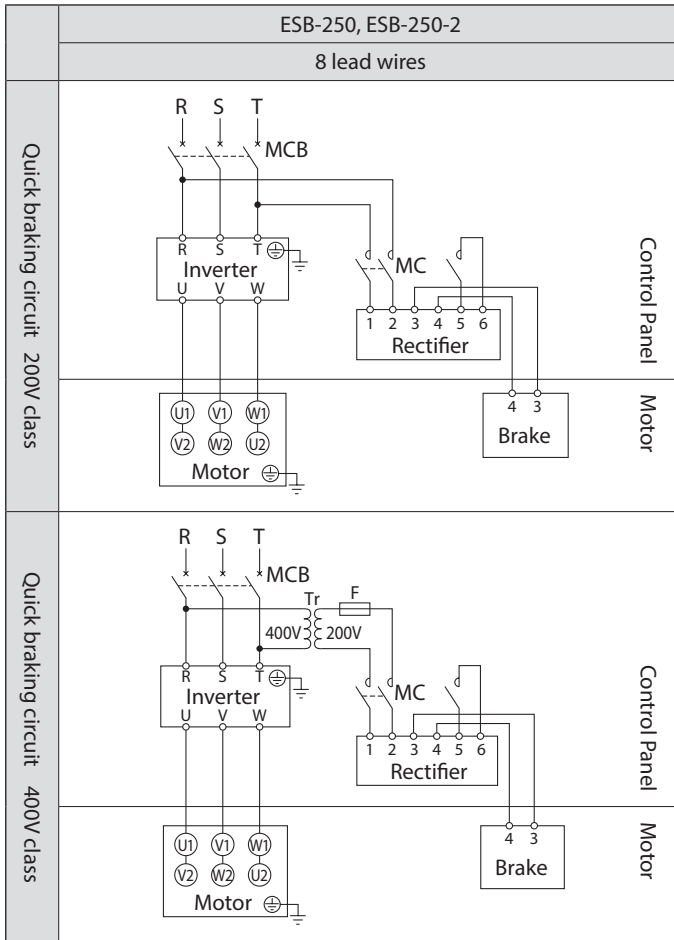 ESB-250, ESB-250-2
8 lead wires
Quick braking circuit 200V class
R S T
MCB
R S T
Inverter
U V W
MC
1 2 3 4 5 6
Rectifier
Control Panel
U1 V1 W1
V2 W2 U2
Motor
4 3
Brake
Motor
Quick braking circuit 400V class
R S T
MCB
Tr F
400V 200V
R S T
Inverter
U V W
MC
1 2 3 4 5 6
Rectifier
Control Panel
U1 V1 W1
V2 W2 U2
Motor
4 3
Brake
Motor